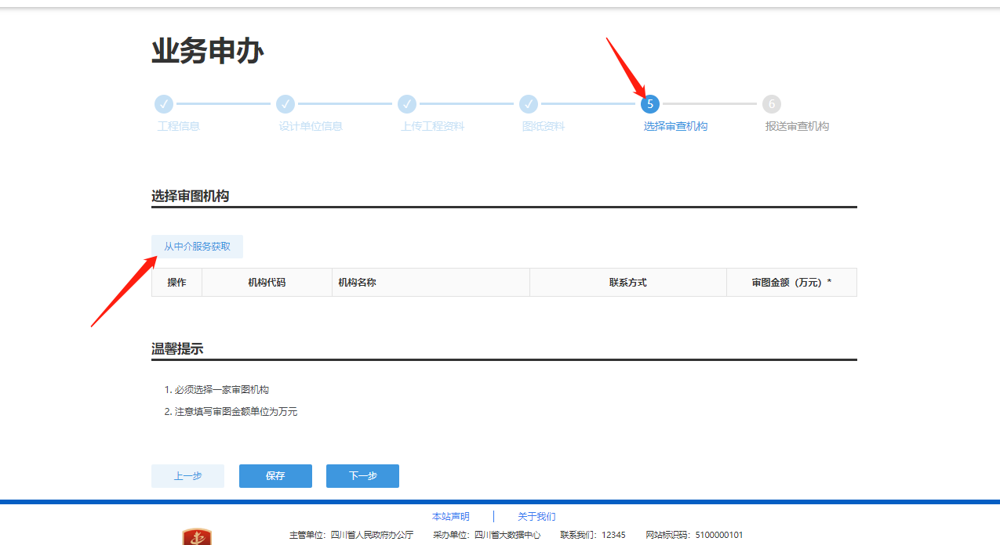 业务申办
5 6
工程信息 设计单位信息 上传工程资料 图纸资料 选择审查机构 报送审查机构
选择审图机构
从中介服务获取
操作 机构代码 机构名称 联系方式 审图金额（万元）*
温馨提示
1. 必须选择一家审图机构
2. 注意填写审图金额单位为万元
上一步 保存 下一步
本站声明 | 关于我们
主管单位：四川省人民政府办公厅 采办单位：四川省大数据中心 联系我们：12345 网站标识码：5100000101